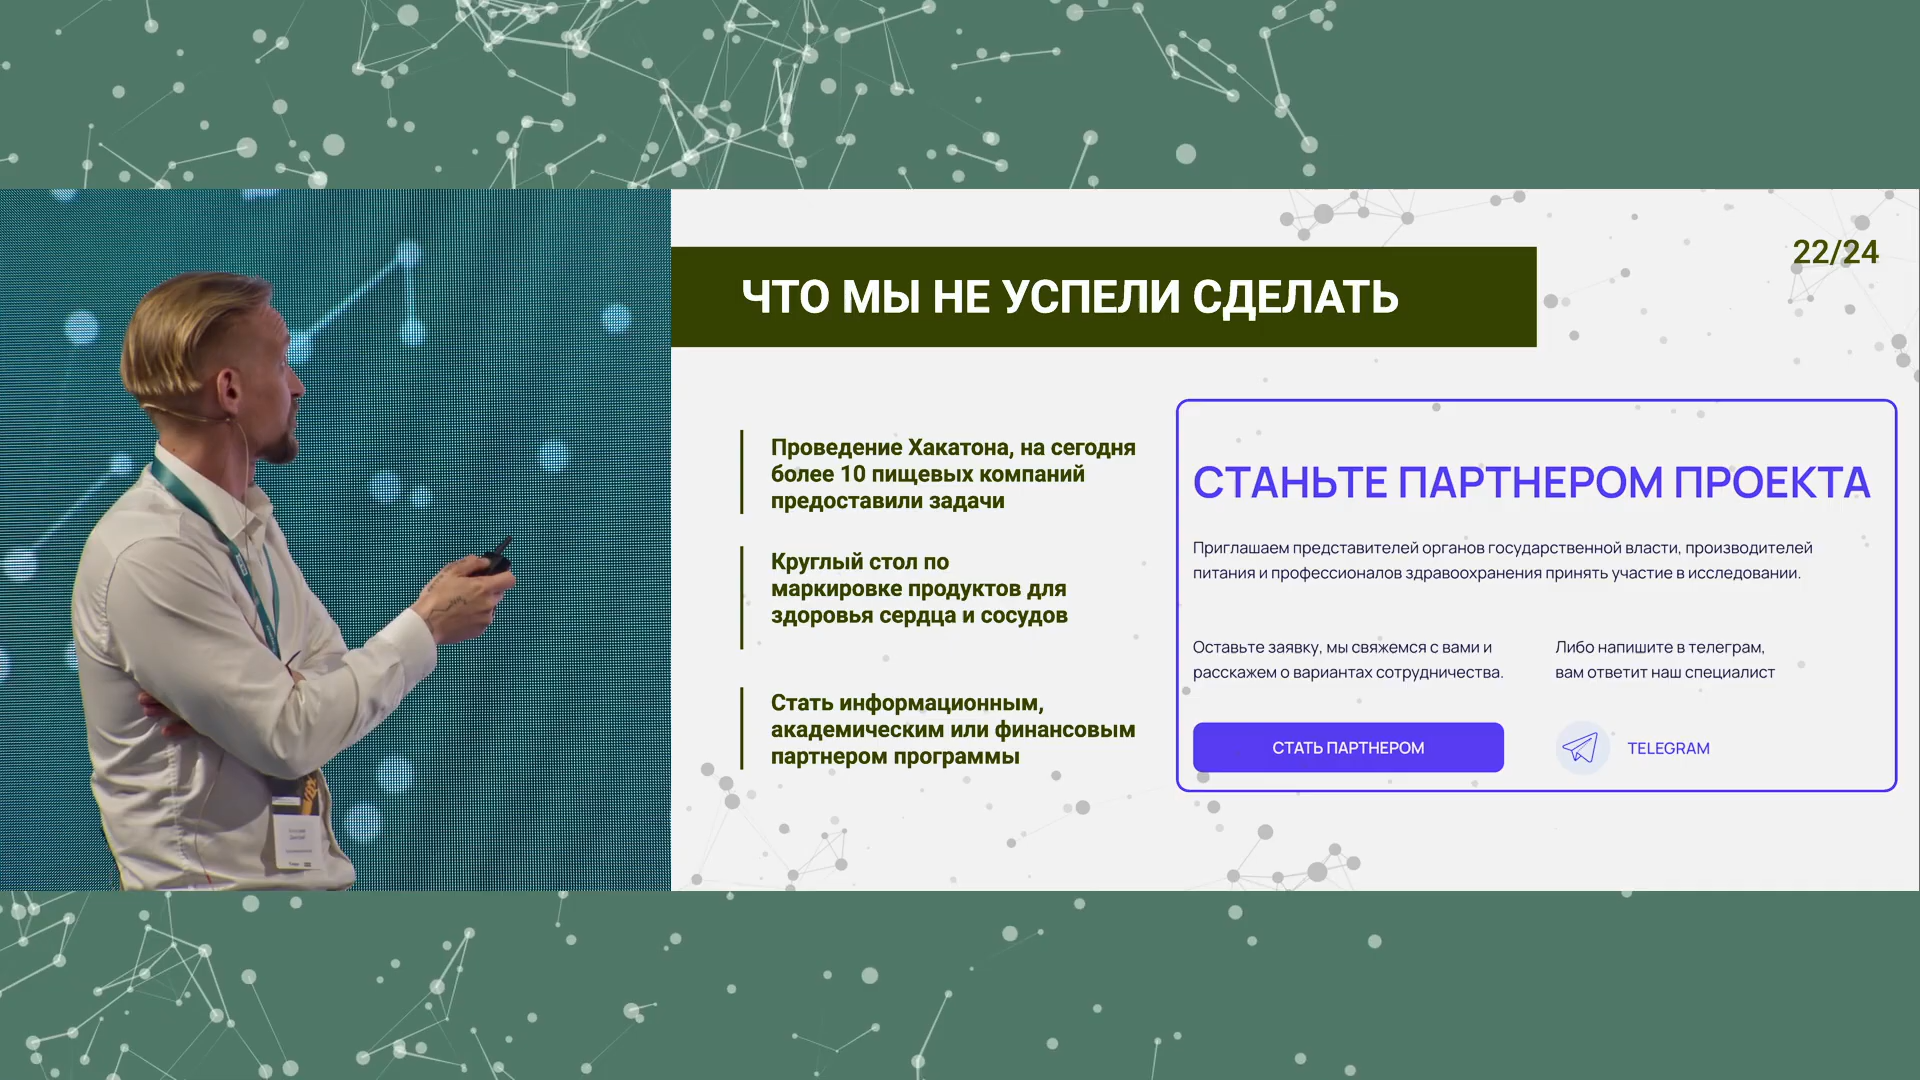 22/24
ЧТО МЫ НЕ УСПЕЛИ СДЕЛАТЬ
Проведение Хакатона, на сегодня
более 10 пищевых компаний
предоставили задачи
Круглый стол по
маркировке продуктов для
здоровья сердца и сосудов
Стать информационным,
академическим или финансовым
партнером программы
СТАНЬТЕ ПАРТНЕРОМ ПРОЕКТА
Приглашаем представителей органов государственной власти, производителей
питания и профессионалов здравоохранения принять участие в исследовании.
Оставьте заявку, мы свяжемся с вами и
расскажем о вариантах сотрудничества.
СТАТЬ ПАРТНЕРОМ
Либо напишите в телеграм,
вам ответит наш специалист
TELEGRAM